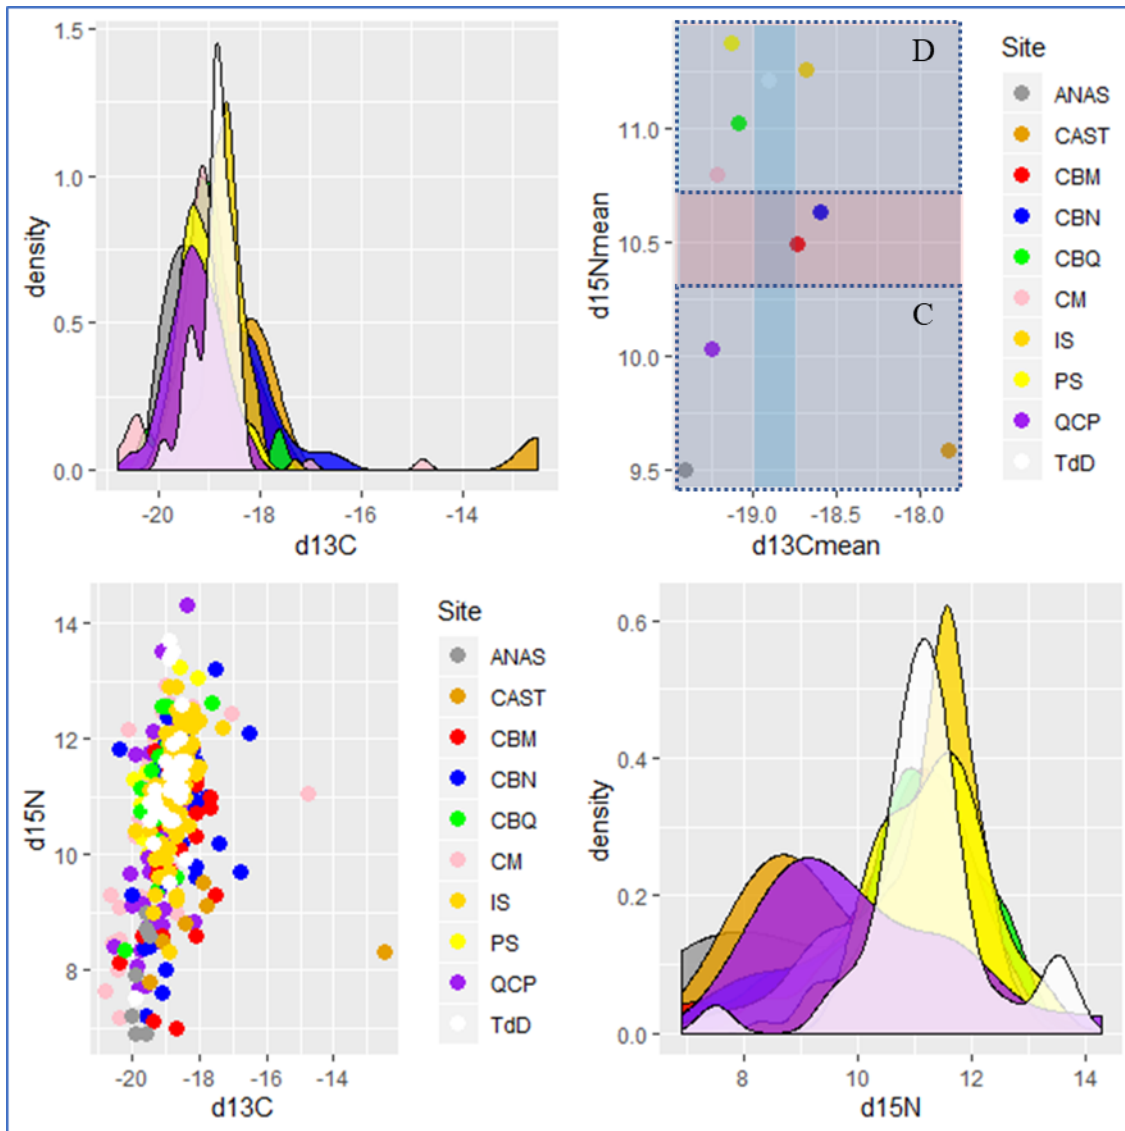 1.5
1.0
0.5
0.0
density
-20
-18
-16
-14
d13C
D
C
11.0
10.5
10.0
9.5
d15Nmean
-19.0
-18.5
-18.0
d13Cmean
Site
ANAS
CAST
CBM
CBN
CBQ
CM
IS
PS
QCP
TdD
14
12
10
8
d15N
-20
-18
-16
-14
d13C
Site
ANAS
CAST
CBM
CBN
CBQ
CM
IS
PS
QCP
TdD
0.6
0.4
0.2
0.0
density
8
10
12
14
d15N